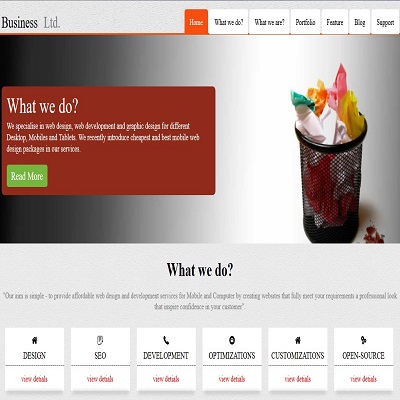 Business Ltd.
Home What we do? What we are? Portfolio Feature Blog Support
What we do?
We specialise in web design, web development and graphic design for different
Desktop, Mobiles and Tablets. We recently introduce cheapest and best mobile web
design packages in our services.
Read More
What we do?
"Our aim is simple - to provide affordable web design and development services for Mobile and Computer by creating websites that fully meet your requirements a professional look
that inspire confidence in your customer".
DESIGN SEO DEVELOPMENT OPTIMIZATIONS CUSTOMIZATIONS OPEN-SOURCE
view details view details view details view details view details view details